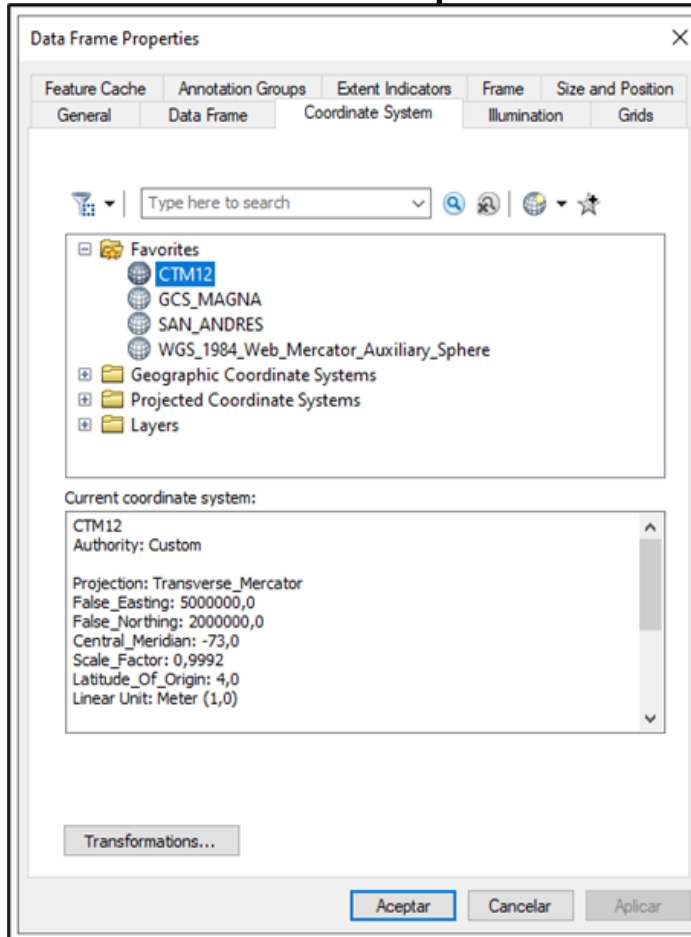 Data Frame Properties
Feature Cache Annotation Groups Extent Indicators Frame Size and Position
General Data Frame Coordinate System Illumination Grids
Type here to search
Favorites
CTM12
GCS_MAGNA
SAN_ANDRES
WGS_1984_Web_Mercator_Auxiliary_Sphere
Geographic Coordinate Systems
Projected Coordinate Systems
Layers
Current coordinate system:
CTM12
Authority: Custom
Projection: Transverse_Mercator
False_Easting: 5000000,0
False_Northing: 2000000,0
Central_Meridian: -73,0
Scale_Factor: 0,9992
Latitude_Of_Origin: 4,0
Linear Unit: Meter (1,0)
Transformations...
Aceptar Cancelar Aplicar